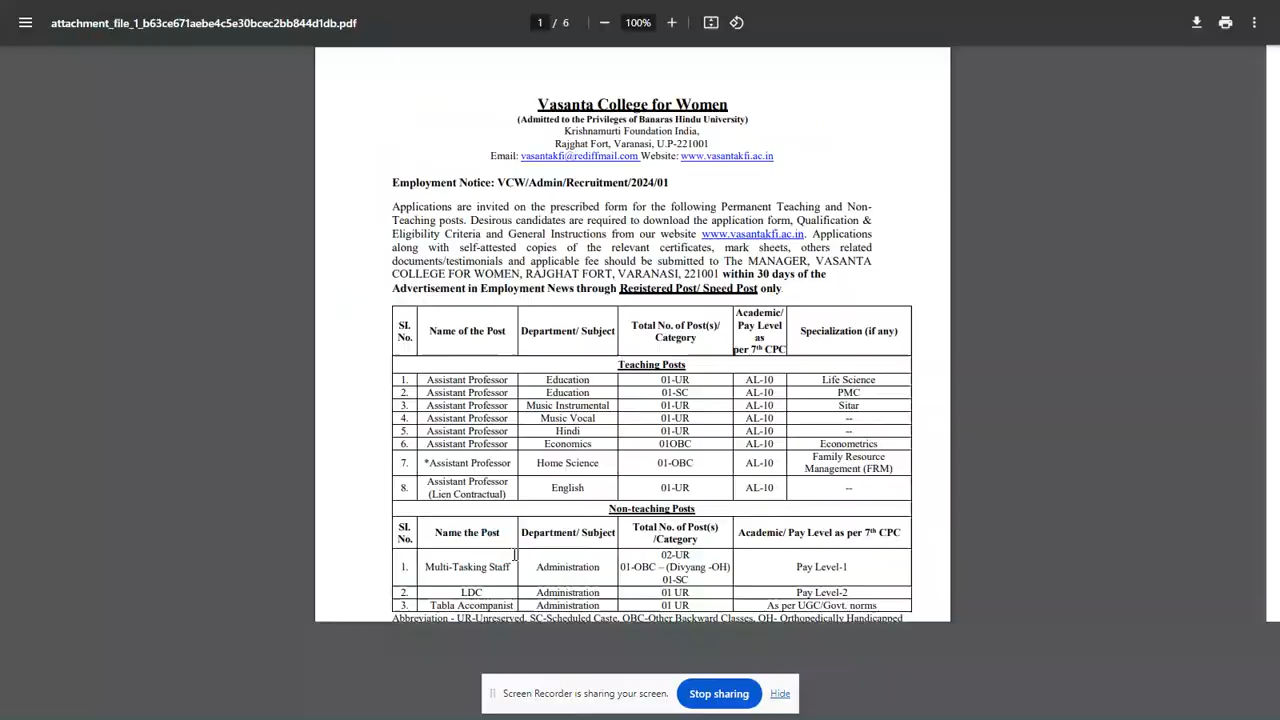 attachment_file_1_b63ce671aebe4c5e30bcec2bb844d1db.pdf 1 / 6 100%
Vasanta College for Women
(Admitted to the Privileges of Banaras Hindu University)
Krishnamurti Foundation India,
Rajghat Fort, Varanasi, U.P-221001
Email: vasantakfi@rediffmail.com Website: www.vasantakfi.ac.in
Employment Notice: VCW/Admin/Recruitment/2024/01
Applications are invited on the prescribed form for the following Permanent Teaching and Non-
Teaching posts. Desirous candidates are required to download the application form, Qualification &
Eligibility Criteria and General Instructions from our website www.vasantakfi.ac.in. Applications
along with self-attested copies of the relevant certificates, mark sheets, others related
documents/testimonials and applicable fee should be submitted to The MANAGER, VASANTA
COLLEGE FOR WOMEN, RAJGHAT FORT, VARANASI, 221001 within 30 days of the
Advertisement in Employment News through Registered Post/ Speed Post only.
Sl. No. Name of the Post Department/ Subject Total No. of Post(s)/ Category Academic/ Pay Level as per 7th CPC Specialization (if any)
Teaching Posts
1. Assistant Professor Education 01-UR AL-10 Life Science
2. Assistant Professor Education 01-SC AL-10 PMC
3. Assistant Professor Music Instrumental 01-UR AL-10 Sitar
4. Assistant Professor Music Vocal 01-UR AL-10 --
5. Assistant Professor Hindi 01-UR AL-10 --
6. Assistant Professor Economics 01OBC AL-10 Econometrics
7. *Assistant Professor Home Science 01-OBC AL-10 Family Resource Management (FRM)
8. Assistant Professor (Lien Contractual) English 01-UR AL-10 --
Non-teaching Posts
Sl. No. Name the Post Department/ Subject Total No. of Post(s) /Category Academic/ Pay Level as per 7th CPC
1. Multi-Tasking Staff Administration 02-UR 01-OBC – (Divyang -OH) 01-SC Pay Level-1
2. LDC Administration 01 UR Pay Level-2
3. Tabla Accompanist Administration 01 UR As per UGC/Govt. norms
Abbreviation - UR-Unreserved, SC-Scheduled Caste, OBC-Other Backward Classes, OH- Orthopedically Handicapped
Screen Recorder is sharing your screen. Stop sharing Hide